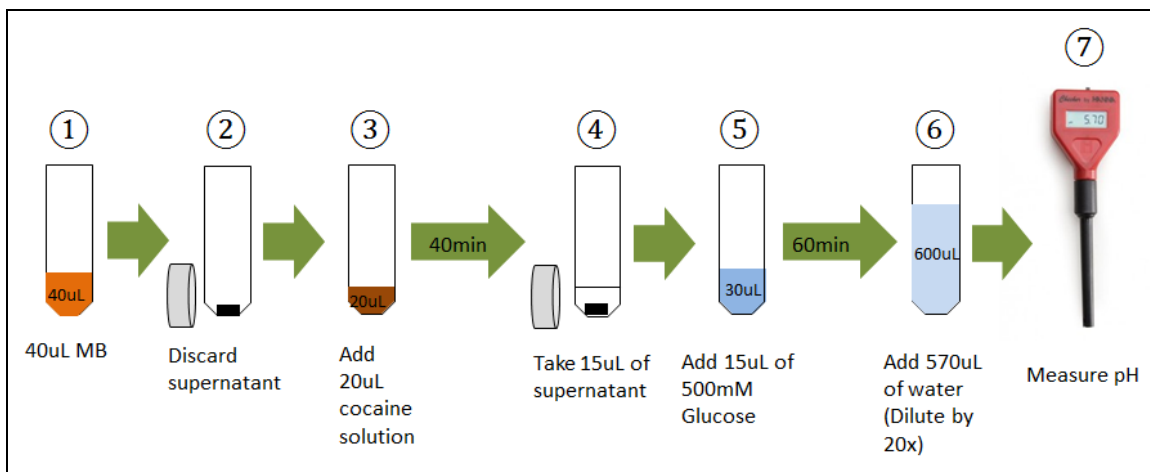 ①
②
③
④
⑤
⑥
⑦
5.70
40uL
20uL
40min
30uL
60min
600uL
40uL MB
Discard
supernatant
Add
20uL
cocaine
solution
Take 15uL of
supernatant
Add 15uL of
500mM
Glucose
Add 570uL
of water
(Dilute by
20x)
Measure pH